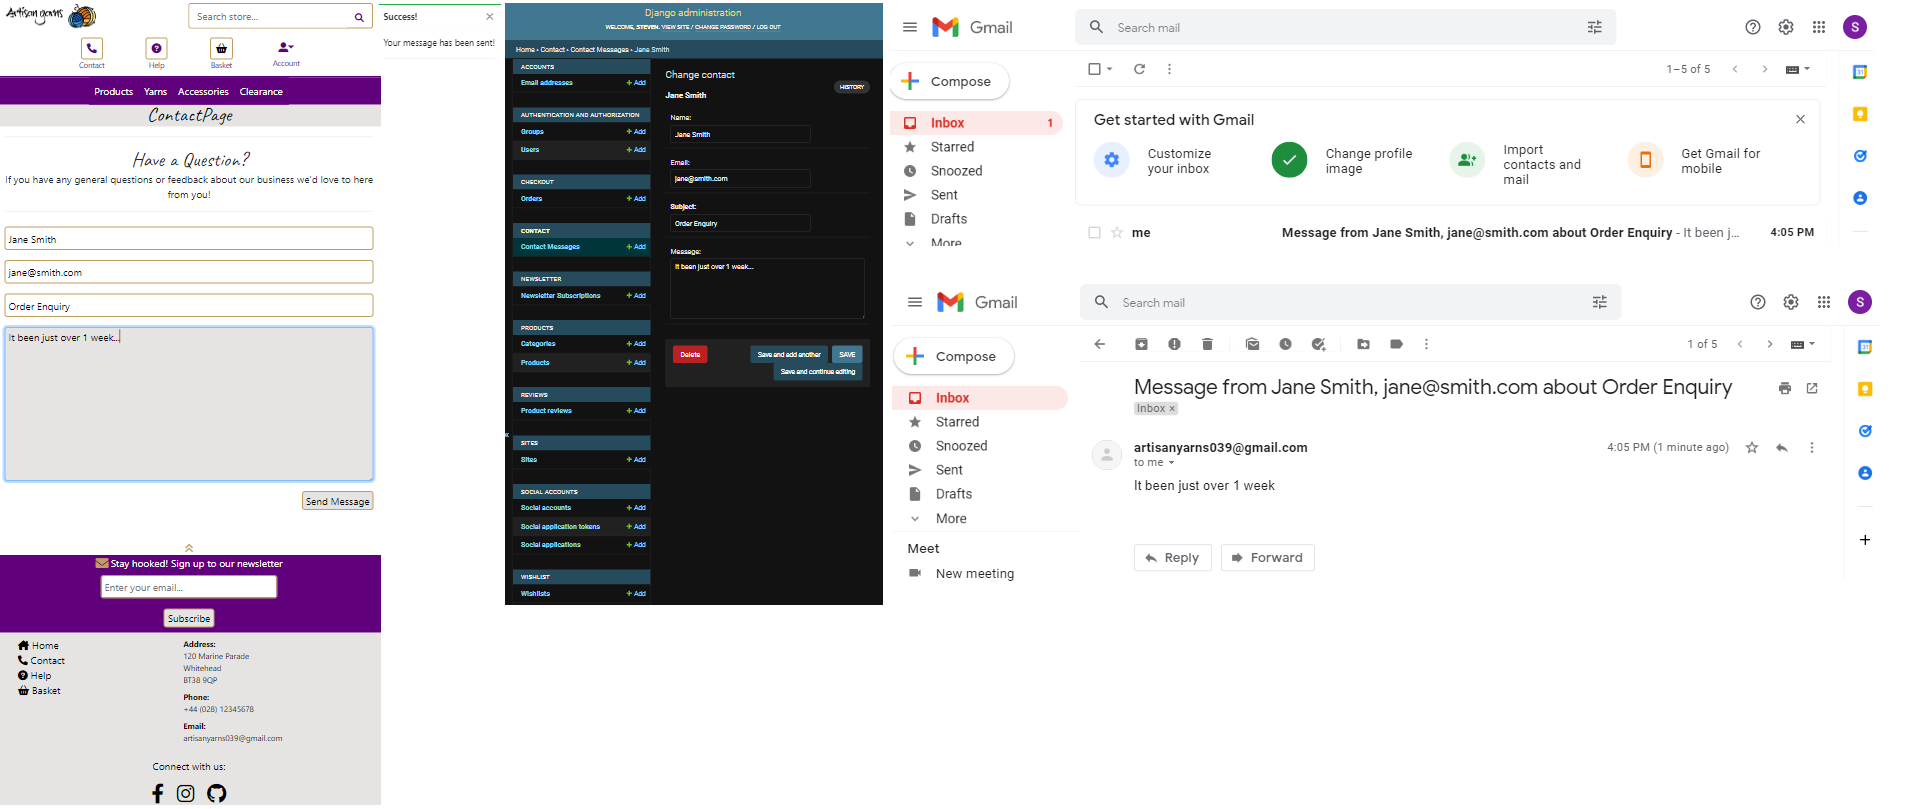 Artisan yarns
Search store...
Contact
Help
Basket
Account
Products Yarns Accessories Clearance
ContactPage
Have a Question?
If you have any general questions or feedback about our business we'd love to here
from you!
Jane Smith
jane@smith.com
Order Enquiry
It been just over 1 week...
Send Message
Stay hooked! Sign up to our newsletter
Enter your email...
Subscribe
Home
Contact
Help
Basket
Address:
120 Marine Parade
Whitehead
BT38 9QP
Phone:
+44 (028) 12345678
Email:
artisanyarns039@gmail.com
Connect with us:
Success!
Your message has been sent!
Django administration
WELCOME, STEVEN. VIEW SITE / CHANGE PASSWORD / LOG OUT
Home › Contact › Contact Messages › Jane Smith
ACCOUNTS
Email addresses + Add
AUTHENTICATION AND AUTHORIZATION
Groups + Add
Users + Add
CHECKOUT
Orders + Add
CONTACT
Contact Messages + Add
NEWSLETTER
Newsletter Subscriptions + Add
PRODUCTS
Categories + Add
Products + Add
REVIEWS
Product reviews + Add
SITES
Sites + Add
SOCIAL ACCOUNTS
Social accounts + Add
Social application tokens + Add
Social applications + Add
WISHLIST
Wishlists + Add
Change contact
HISTORY
Jane Smith
Name:
Jane Smith
Email:
jane@smith.com
Subject:
Order Enquiry
Message:
It been just over 1 week...
Delete
Save and add another
SAVE
Save and continue editing
Gmail
Search mail
S
Compose
1–5 of 5
Inbox 1
Starred
Snoozed
Sent
Drafts
More
Get started with Gmail
Customize
your inbox
Change profile
image
Import
contacts and
mail
Get Gmail for
mobile
me Message from Jane Smith, jane@smith.com about Order Enquiry - It been j... 4:05 PM
Gmail
Search mail
S
Compose
1 of 5
Inbox
Starred
Snoozed
Sent
Drafts
More
Meet
New meeting
Message from Jane Smith, jane@smith.com about Order Enquiry
Inbox ×
artisanyarns039@gmail.com 4:05 PM (1 minute ago)
to me
It been just over 1 week
Reply
Forward